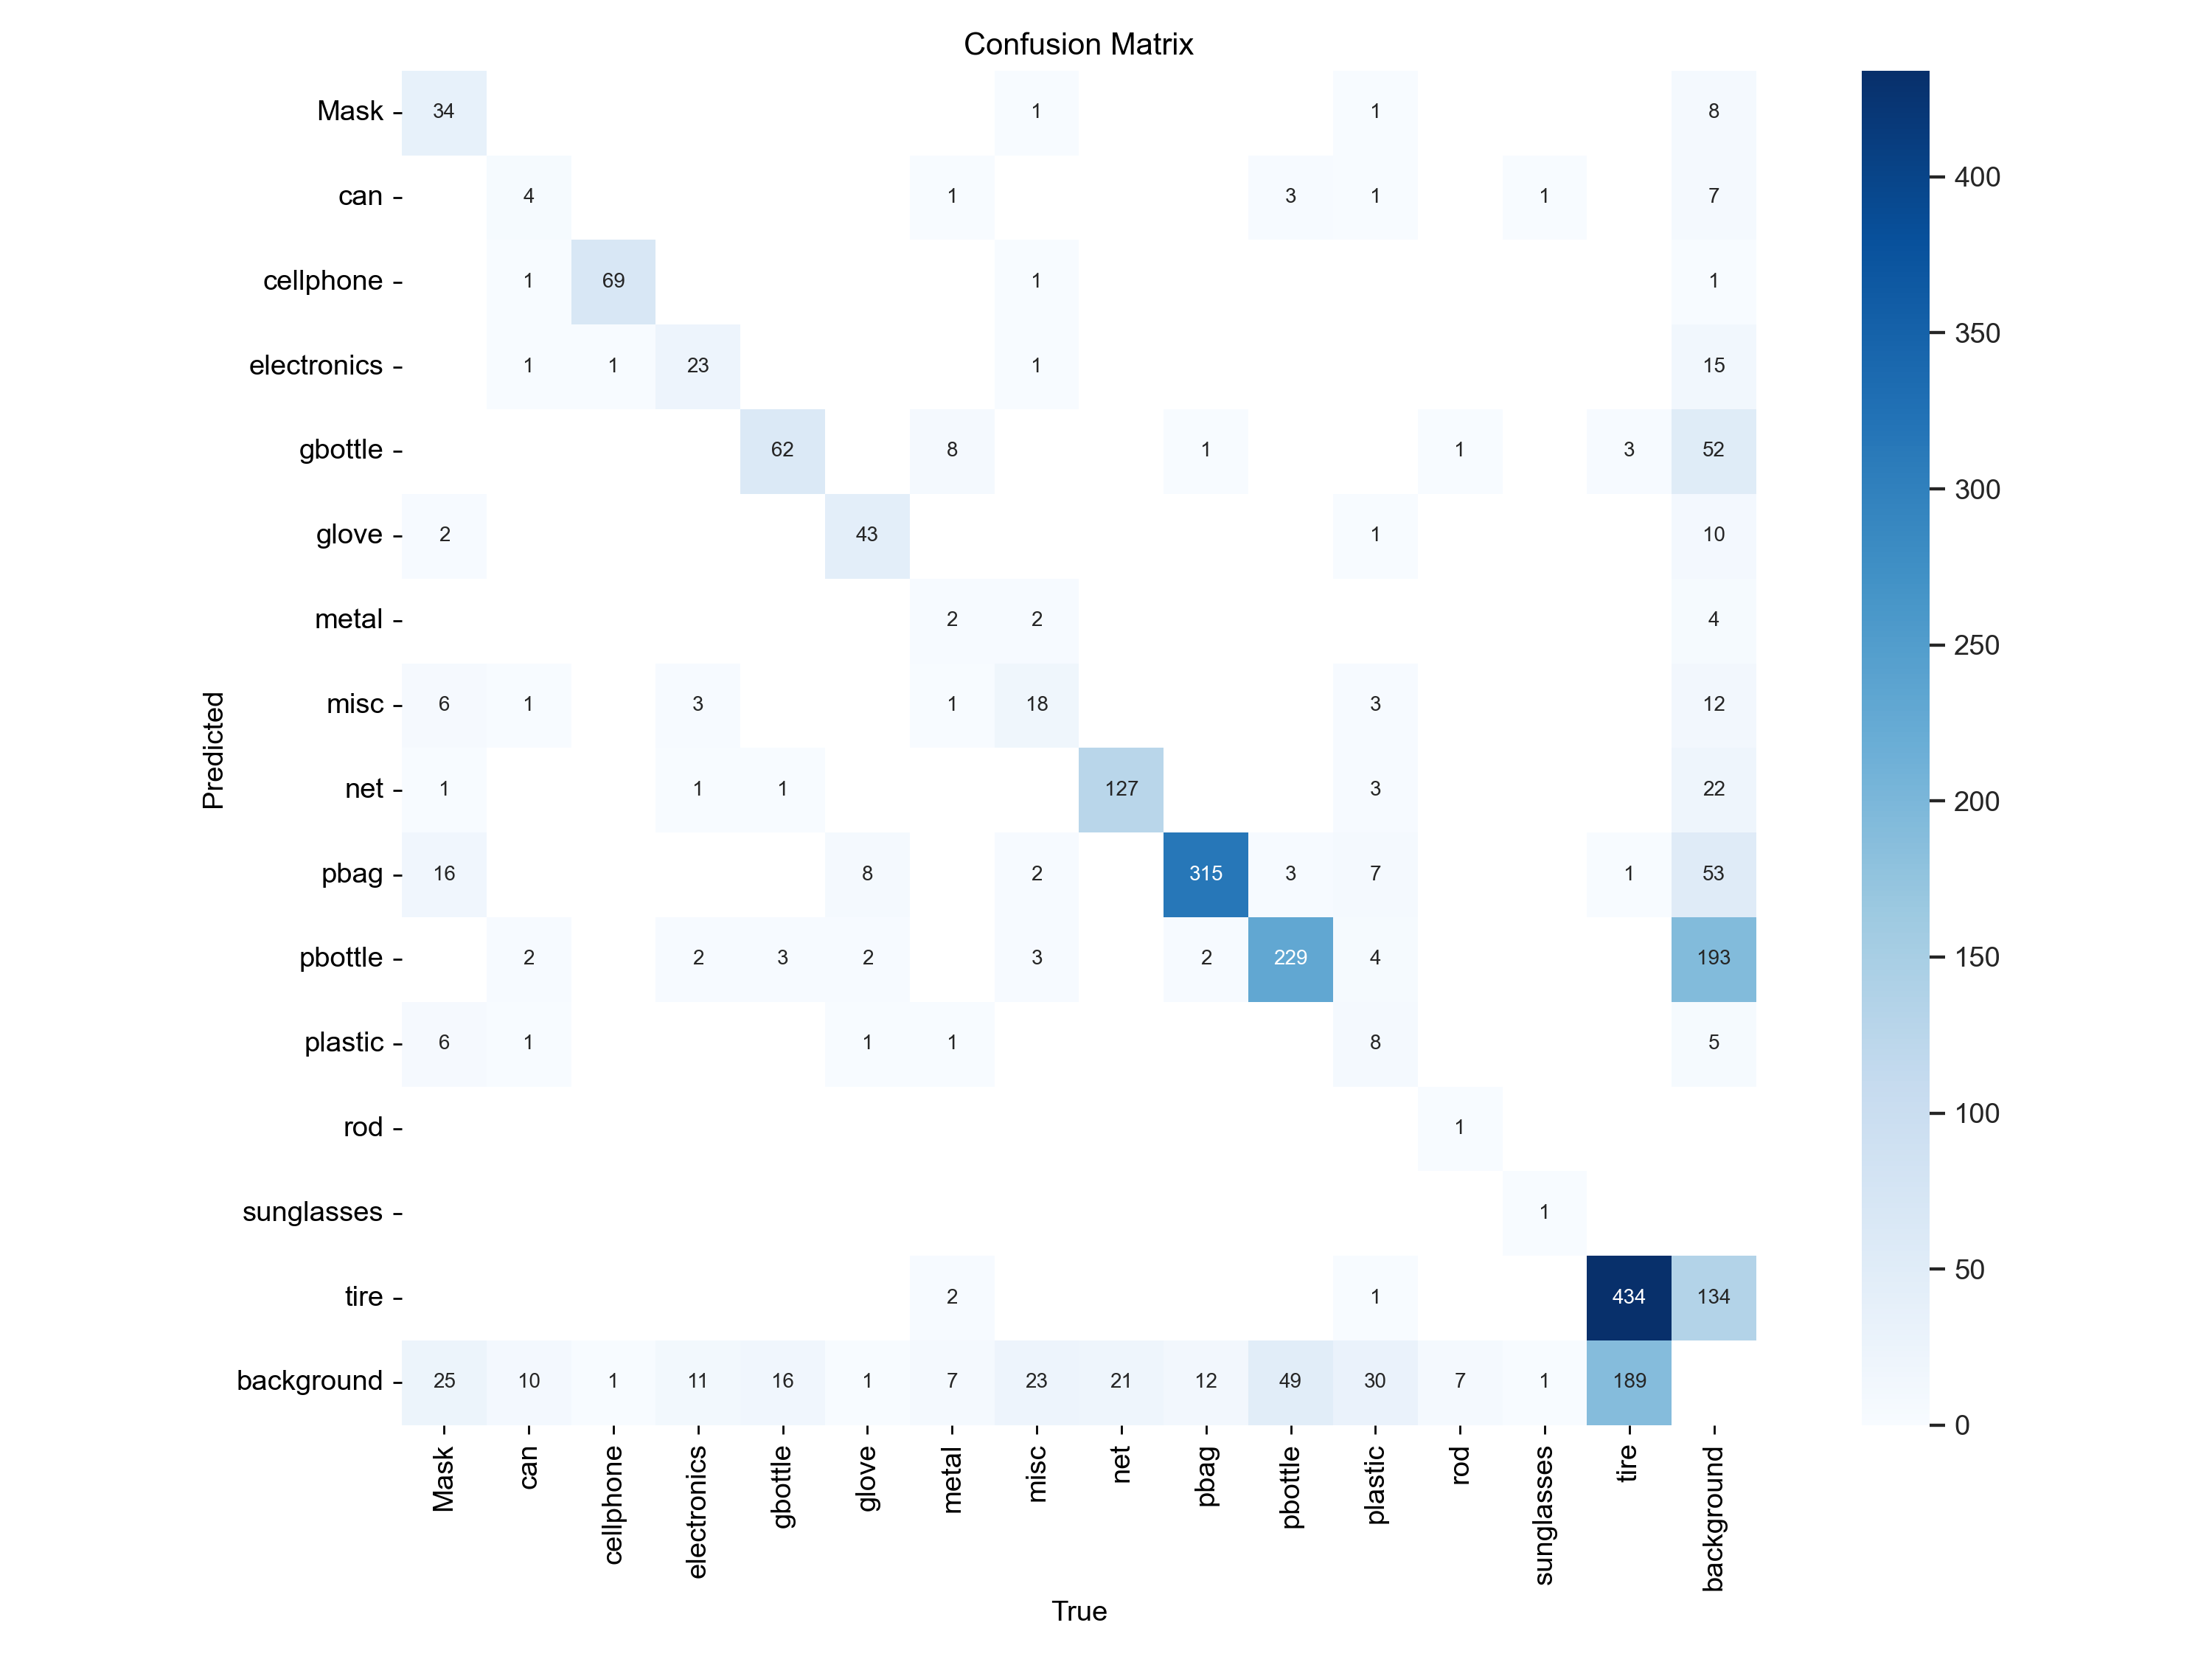 Confusion Matrix
Mask 34 1 1 8
can 4 1 3 1 1 7
cellphone 1 69 1 1
electronics 1 1 23 1 15
gbottle 62 8 1 1 3 52
glove 2 43 1 10
metal 2 2 4
misc 6 1 3 1 18 3 12
net 1 1 1 127 3 22
pbag 16 8 2 315 3 7 1 53
pbottle 2 2 3 2 3 2 229 4 193
plastic 6 1 1 1 8 5
rod 1
sunglasses 1
tire 2 1 434 134
background 25 10 1 11 16 1 7 23 21 12 49 30 7 1 189
Predicted
Mask can cellphone electronics gbottle glove metal misc net pbag pbottle plastic rod sunglasses tire background
True
400
350
300
250
200
150
100
50
0